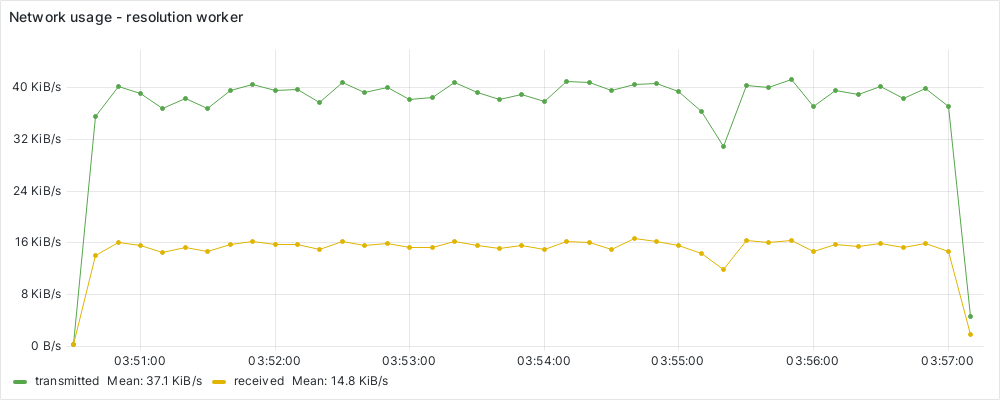 Network usage - resolution worker
40 KiB/s
32 KiB/s
24 KiB/s
16 KiB/s
8 KiB/s
0 B/s
03:51:00 03:52:00 03:53:00 03:54:00 03:55:00 03:56:00 03:57:00
transmitted Mean: 37.1 KiB/s received Mean: 14.8 KiB/s